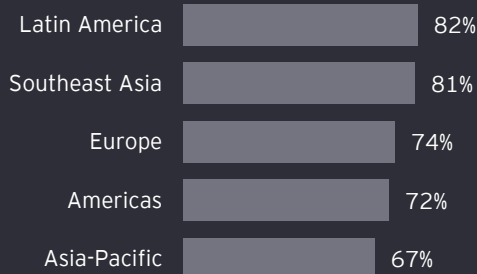 Latin America 82%
Southeast Asia 81%
Europe 74%
Americas 72%
Asia-Pacific 67%